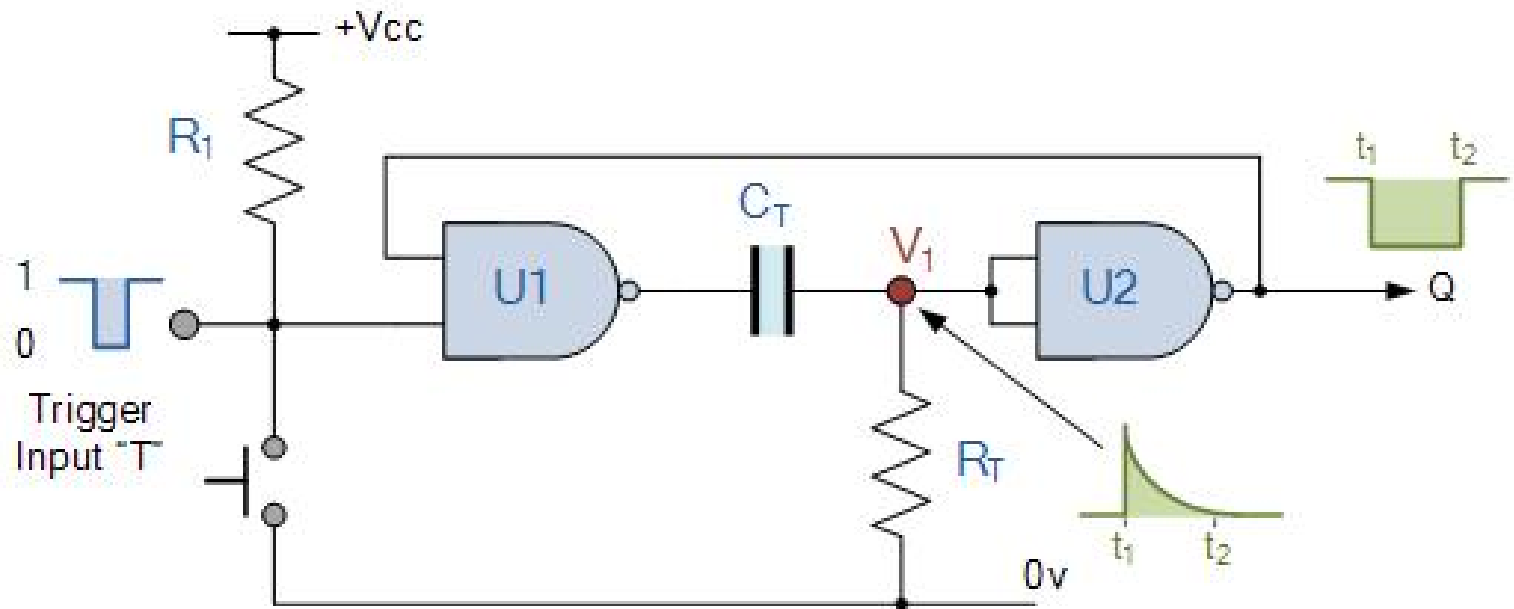 +Vcc
R1
t1 t2
CT
V1
U1
U2
Q
1
0
Trigger
Input "T"
RT
t1 t2
0v